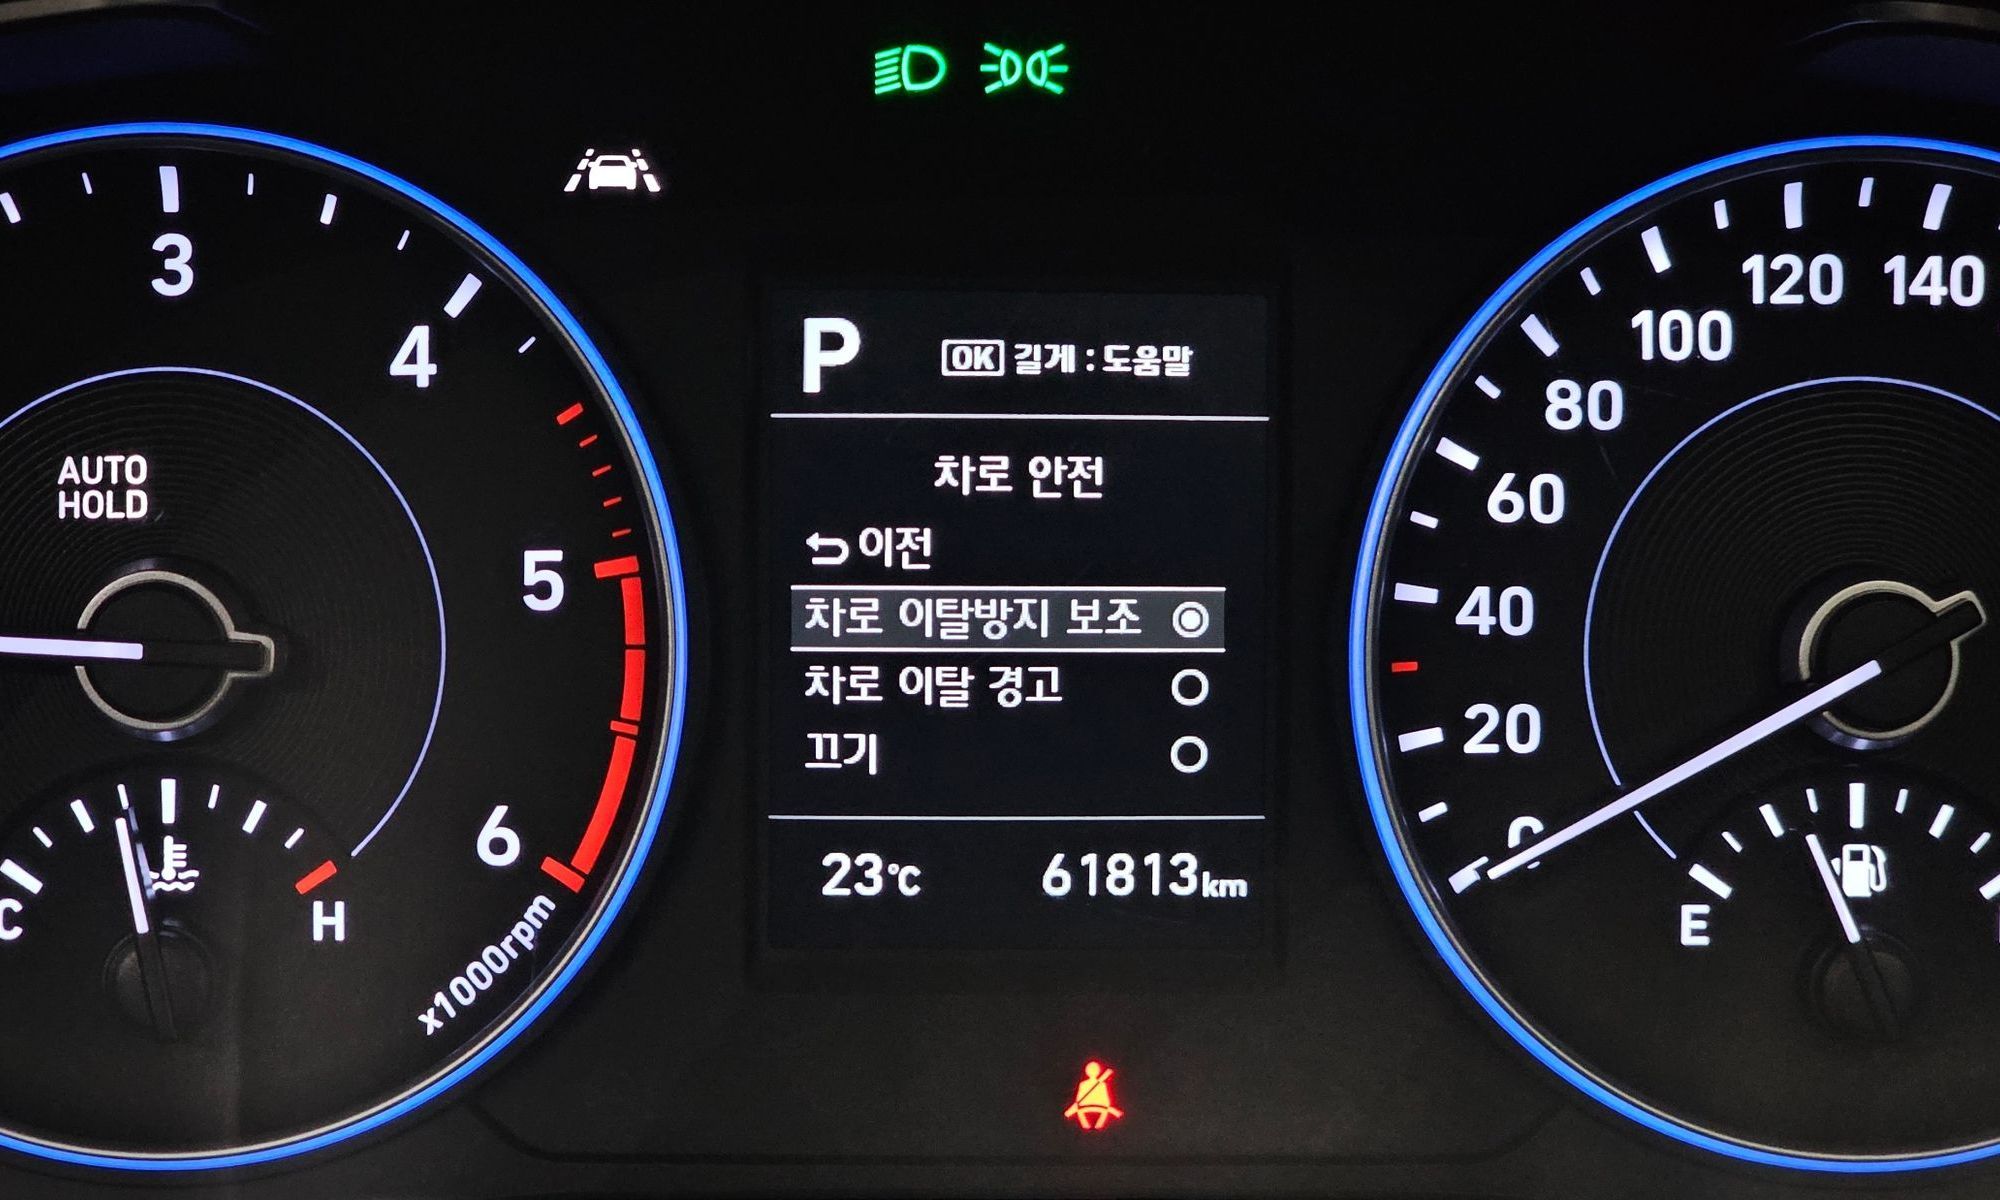 3
4
5
6
x1000rpm
AUTO
HOLD
C
H
P
OK 길게 : 도움말
차로 안전
이전
차로 이탈방지 보조
차로 이탈 경고
끄기
23°C
61813km
140
120
100
80
60
40
20
0
E